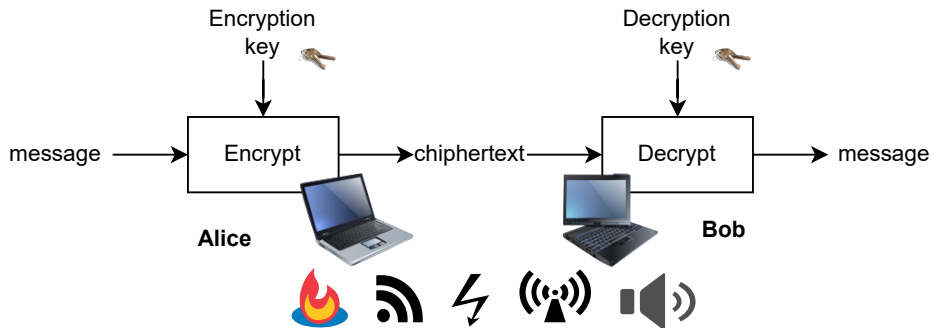 Encryption
key
Decryption
key
message
Encrypt
chiphertext
Decrypt
message
Alice
Bob